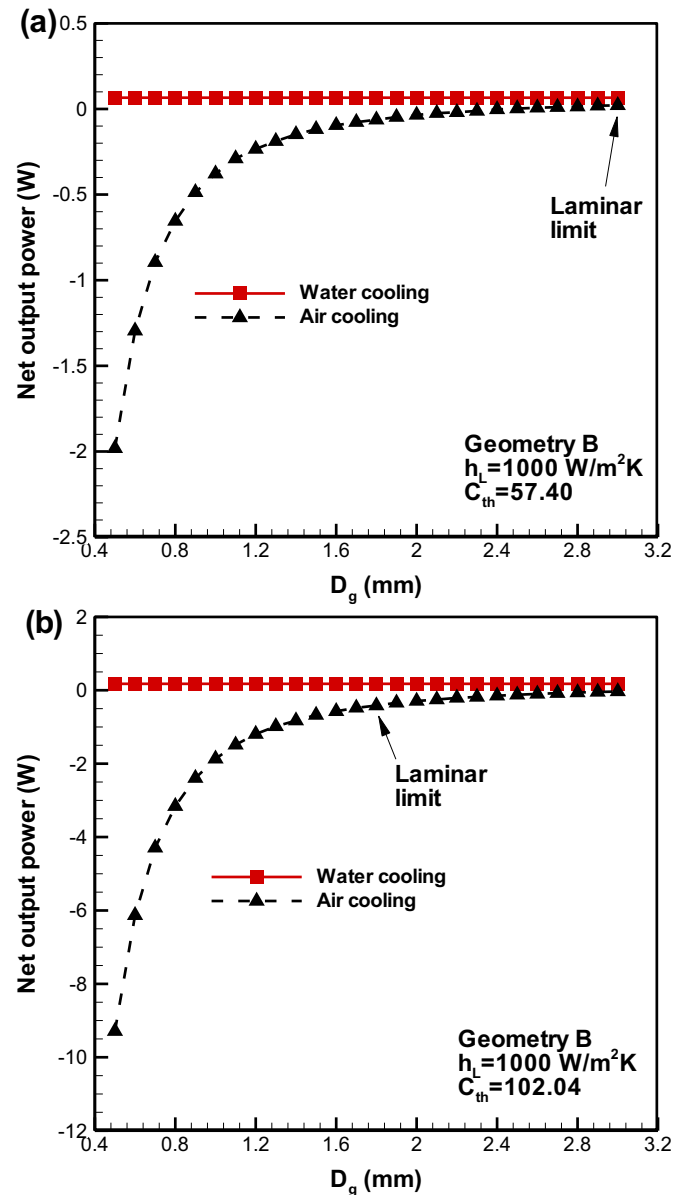 (a)
0.5
0
-0.5
-1
-1.5
-2
-2.5
Net output power (W)
Laminar
limit
Water cooling
Air cooling
Geometry B
h_L=1000 W/m²K
C_th=57.40
0.4 0.8 1.2 1.6 2 2.4 2.8 3.2
D_g (mm)
(b)
2
0
-2
-4
-6
-8
-10
-12
Net output power (W)
Laminar
limit
Water cooling
Air cooling
Geometry B
h_L=1000 W/m²K
C_th=102.04
0.4 0.8 1.2 1.6 2 2.4 2.8 3.2
D_g (mm)